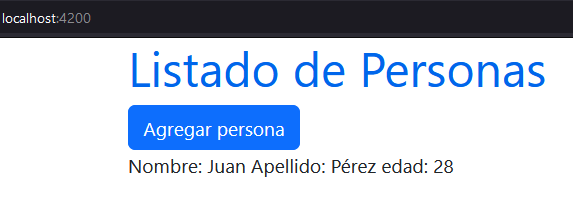 localhost:4200
Listado de Personas
Agregar persona
Nombre: Juan Apellido: Pérez edad: 28